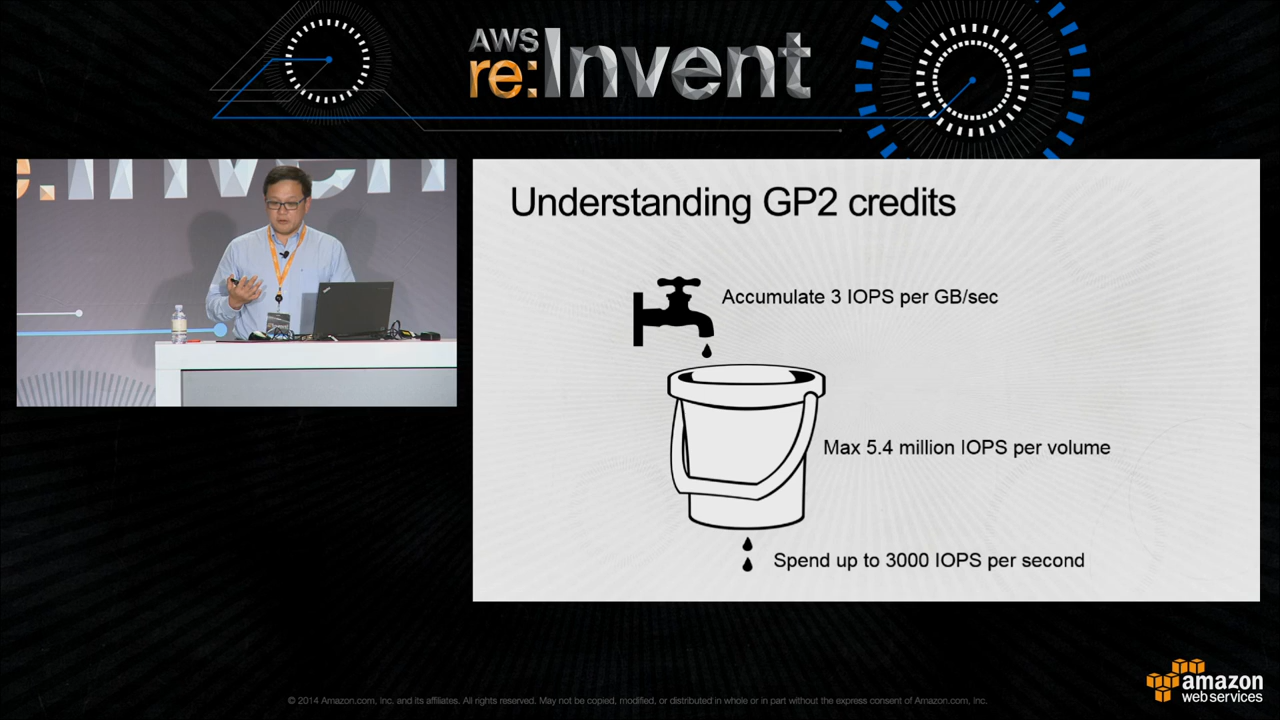 AWS
re:Invent
e:Invent
Understanding GP2 credits
Accumulate 3 IOPS per GB/sec
Max 5.4 million IOPS per volume
Spend up to 3000 IOPS per second
© 2014 Amazon.com, inc. and its affiliates. All rights reserved. May not be copied, modified, or distributed in whole or in part without the express consent of Amazon.com, inc.
amazon
web services